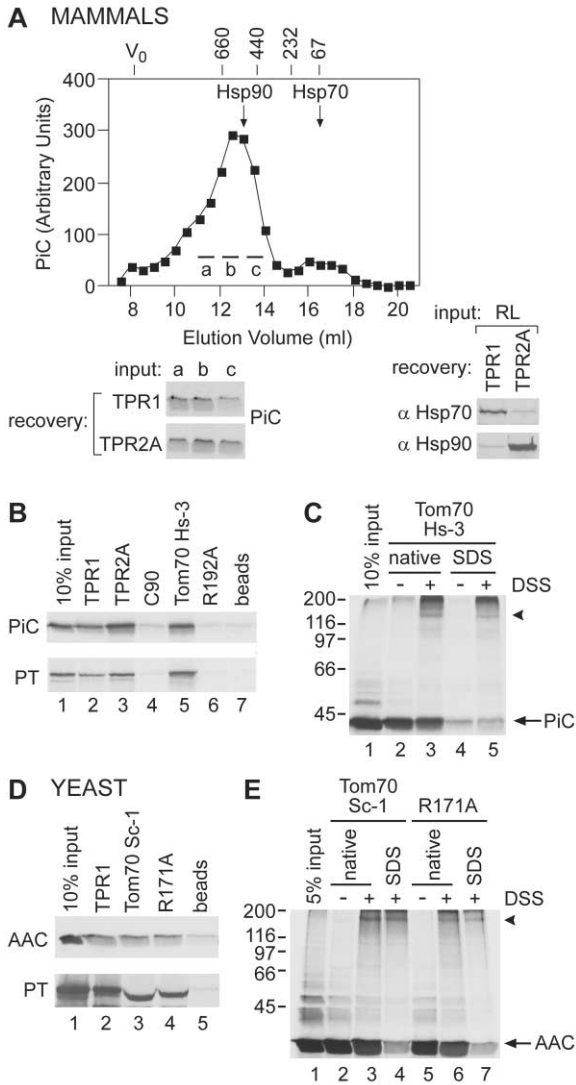 A MAMMALS
V0 660 440 232 67
Hsp90 Hsp70
400
300
200
100
0
PiC (Arbitrary Units)
a b c
8 10 12 14 16 18 20
Elution Volume (ml)
input: RL
recovery: TPR1 TPR2A
α Hsp70
α Hsp90
input: a b c
recovery: TPR1 PiC
TPR2A
B
10% input TPR1 TPR2A C90 Tom70 Hs-3 R192A beads
PiC
PT
1 2 3 4 5 6 7
C
Tom70
Hs-3
10% input native SDS
- + - + DSS
200
116
97
66
45
PiC
1 2 3 4 5
D YEAST
10% input TPR1 Tom70 Sc-1 R171A beads
AAC
PT
1 2 3 4 5
E
Tom70
Sc-1 R171A
5% input native SDS native SDS
- + + - + + DSS
200
116
97
66
45
AAC
1 2 3 4 5 6 7